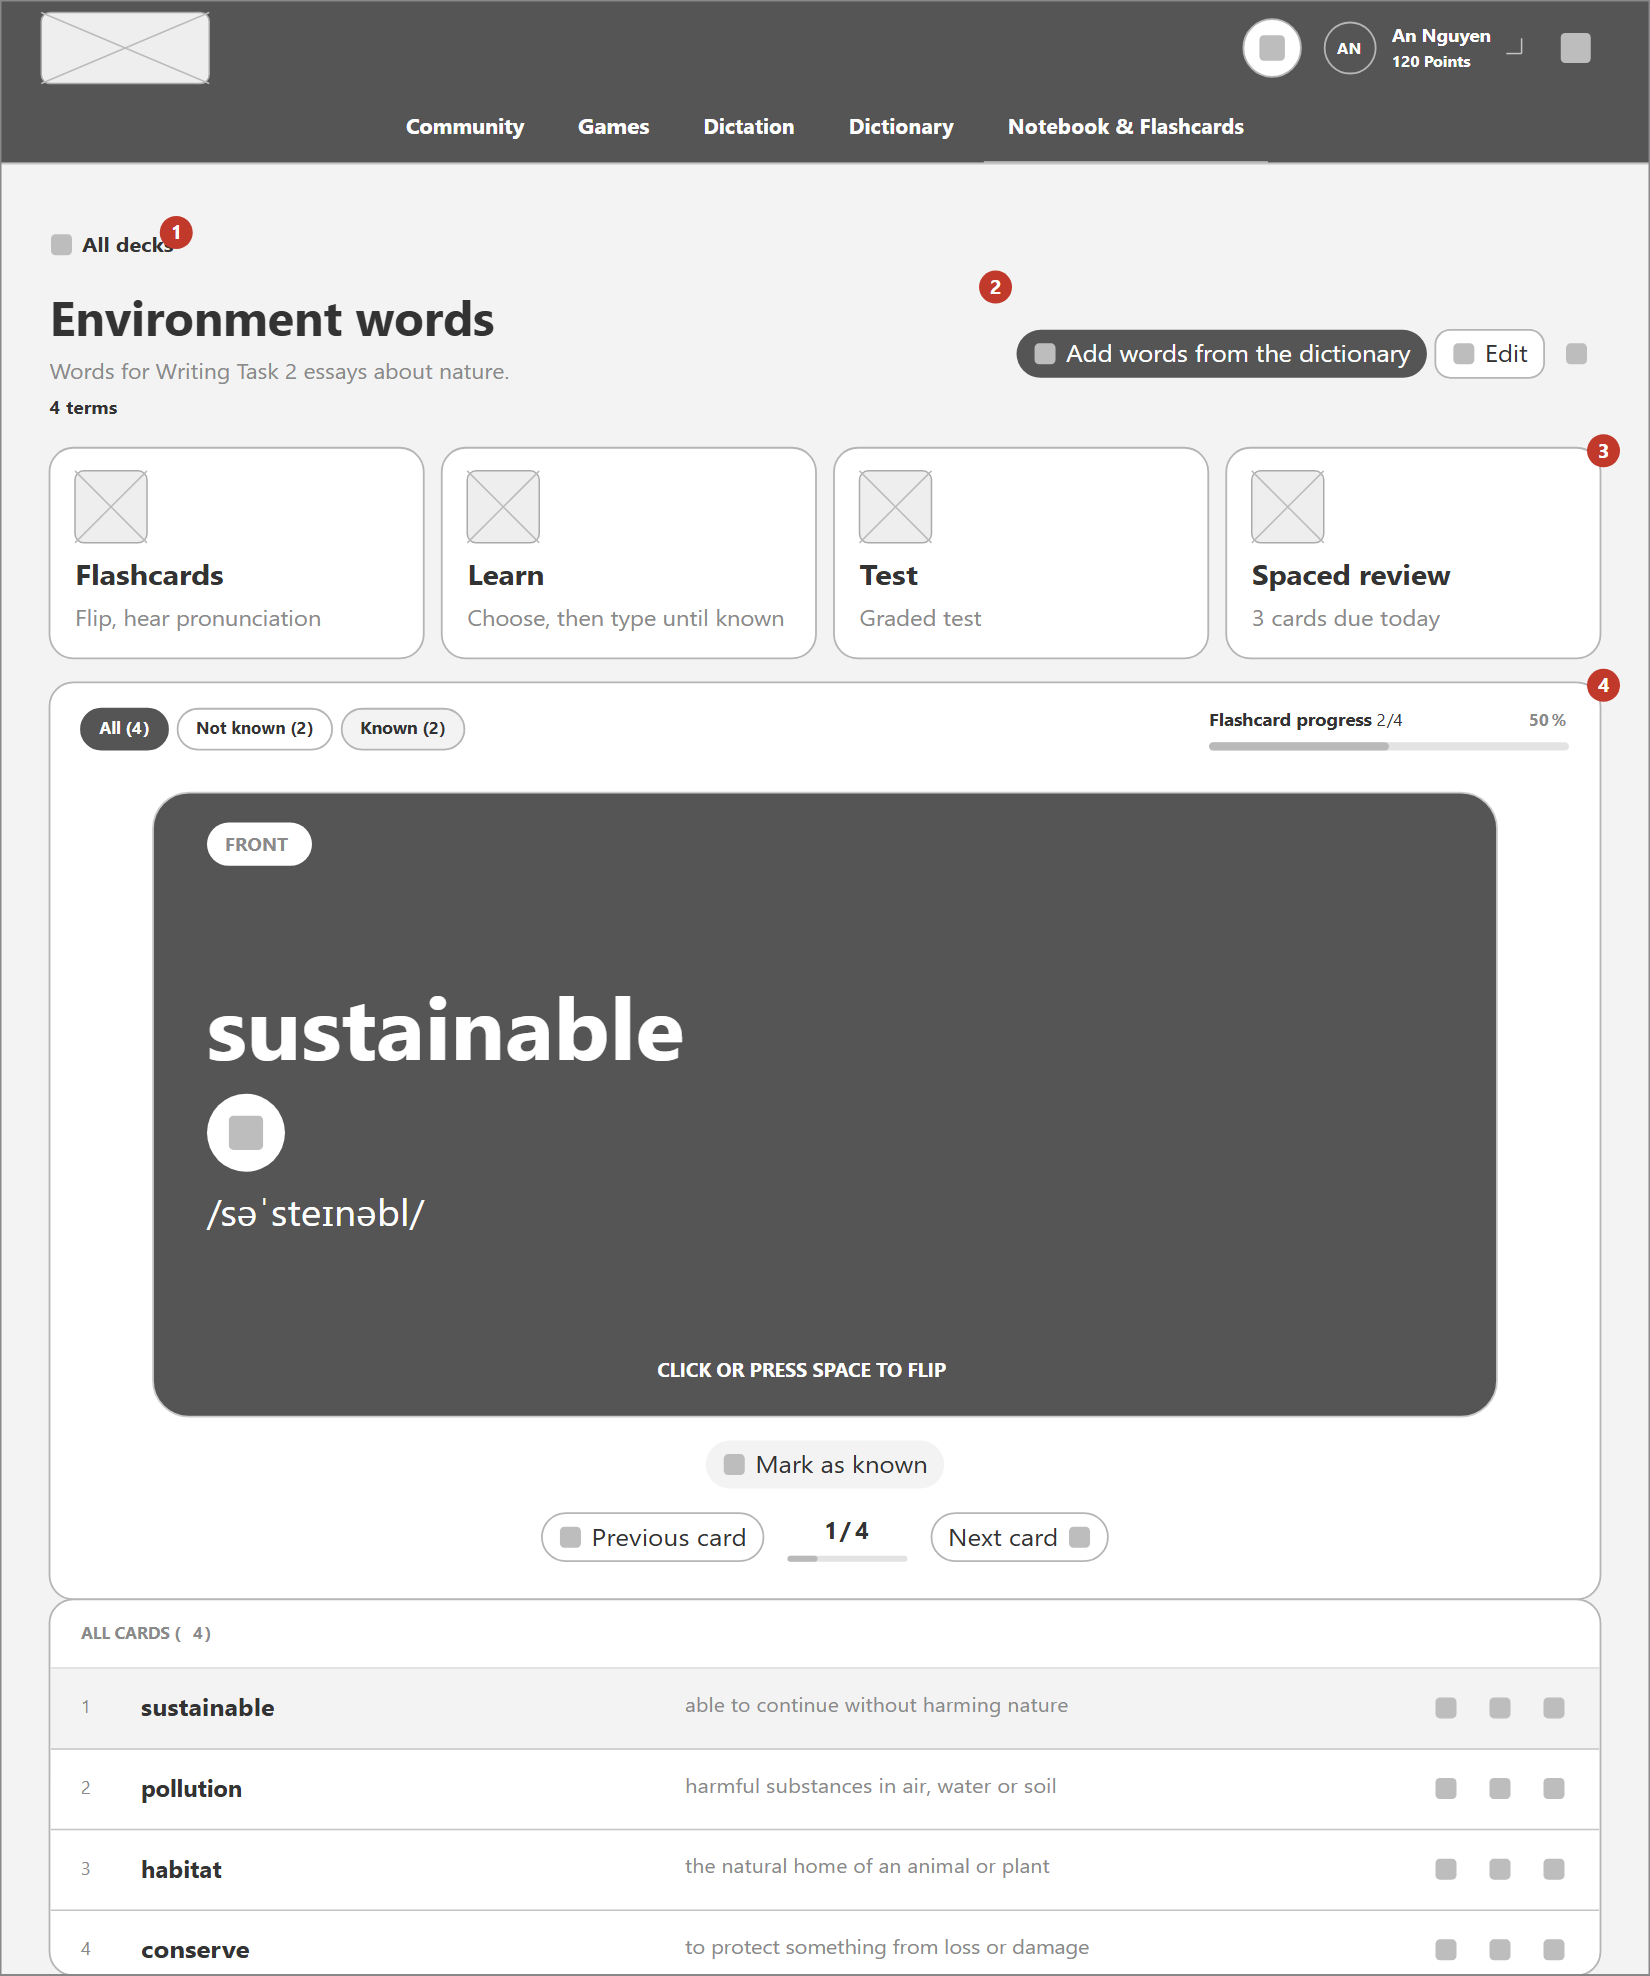 AN
An Nguyen
120 Points
Community Games Dictation Dictionary Notebook & Flashcards
1
All decks
2
Environment words
Words for Writing Task 2 essays about nature.
4 terms
Add words from the dictionary
Edit
3
Flashcards
Flip, hear pronunciation
Learn
Choose, then type until known
Test
Graded test
Spaced review
3 cards due today
4
All (4) Not known (2) Known (2)
Flashcard progress 2/4 50 %
FRONT
sustainable
/səˈsteɪnəbl/
CLICK OR PRESS SPACE TO FLIP
Mark as known
Previous card 1 / 4 Next card
ALL CARDS ( 4)
1 sustainable able to continue without harming nature
2 pollution harmful substances in air, water or soil
3 habitat the natural home of an animal or plant
4 conserve to protect something from loss or damage